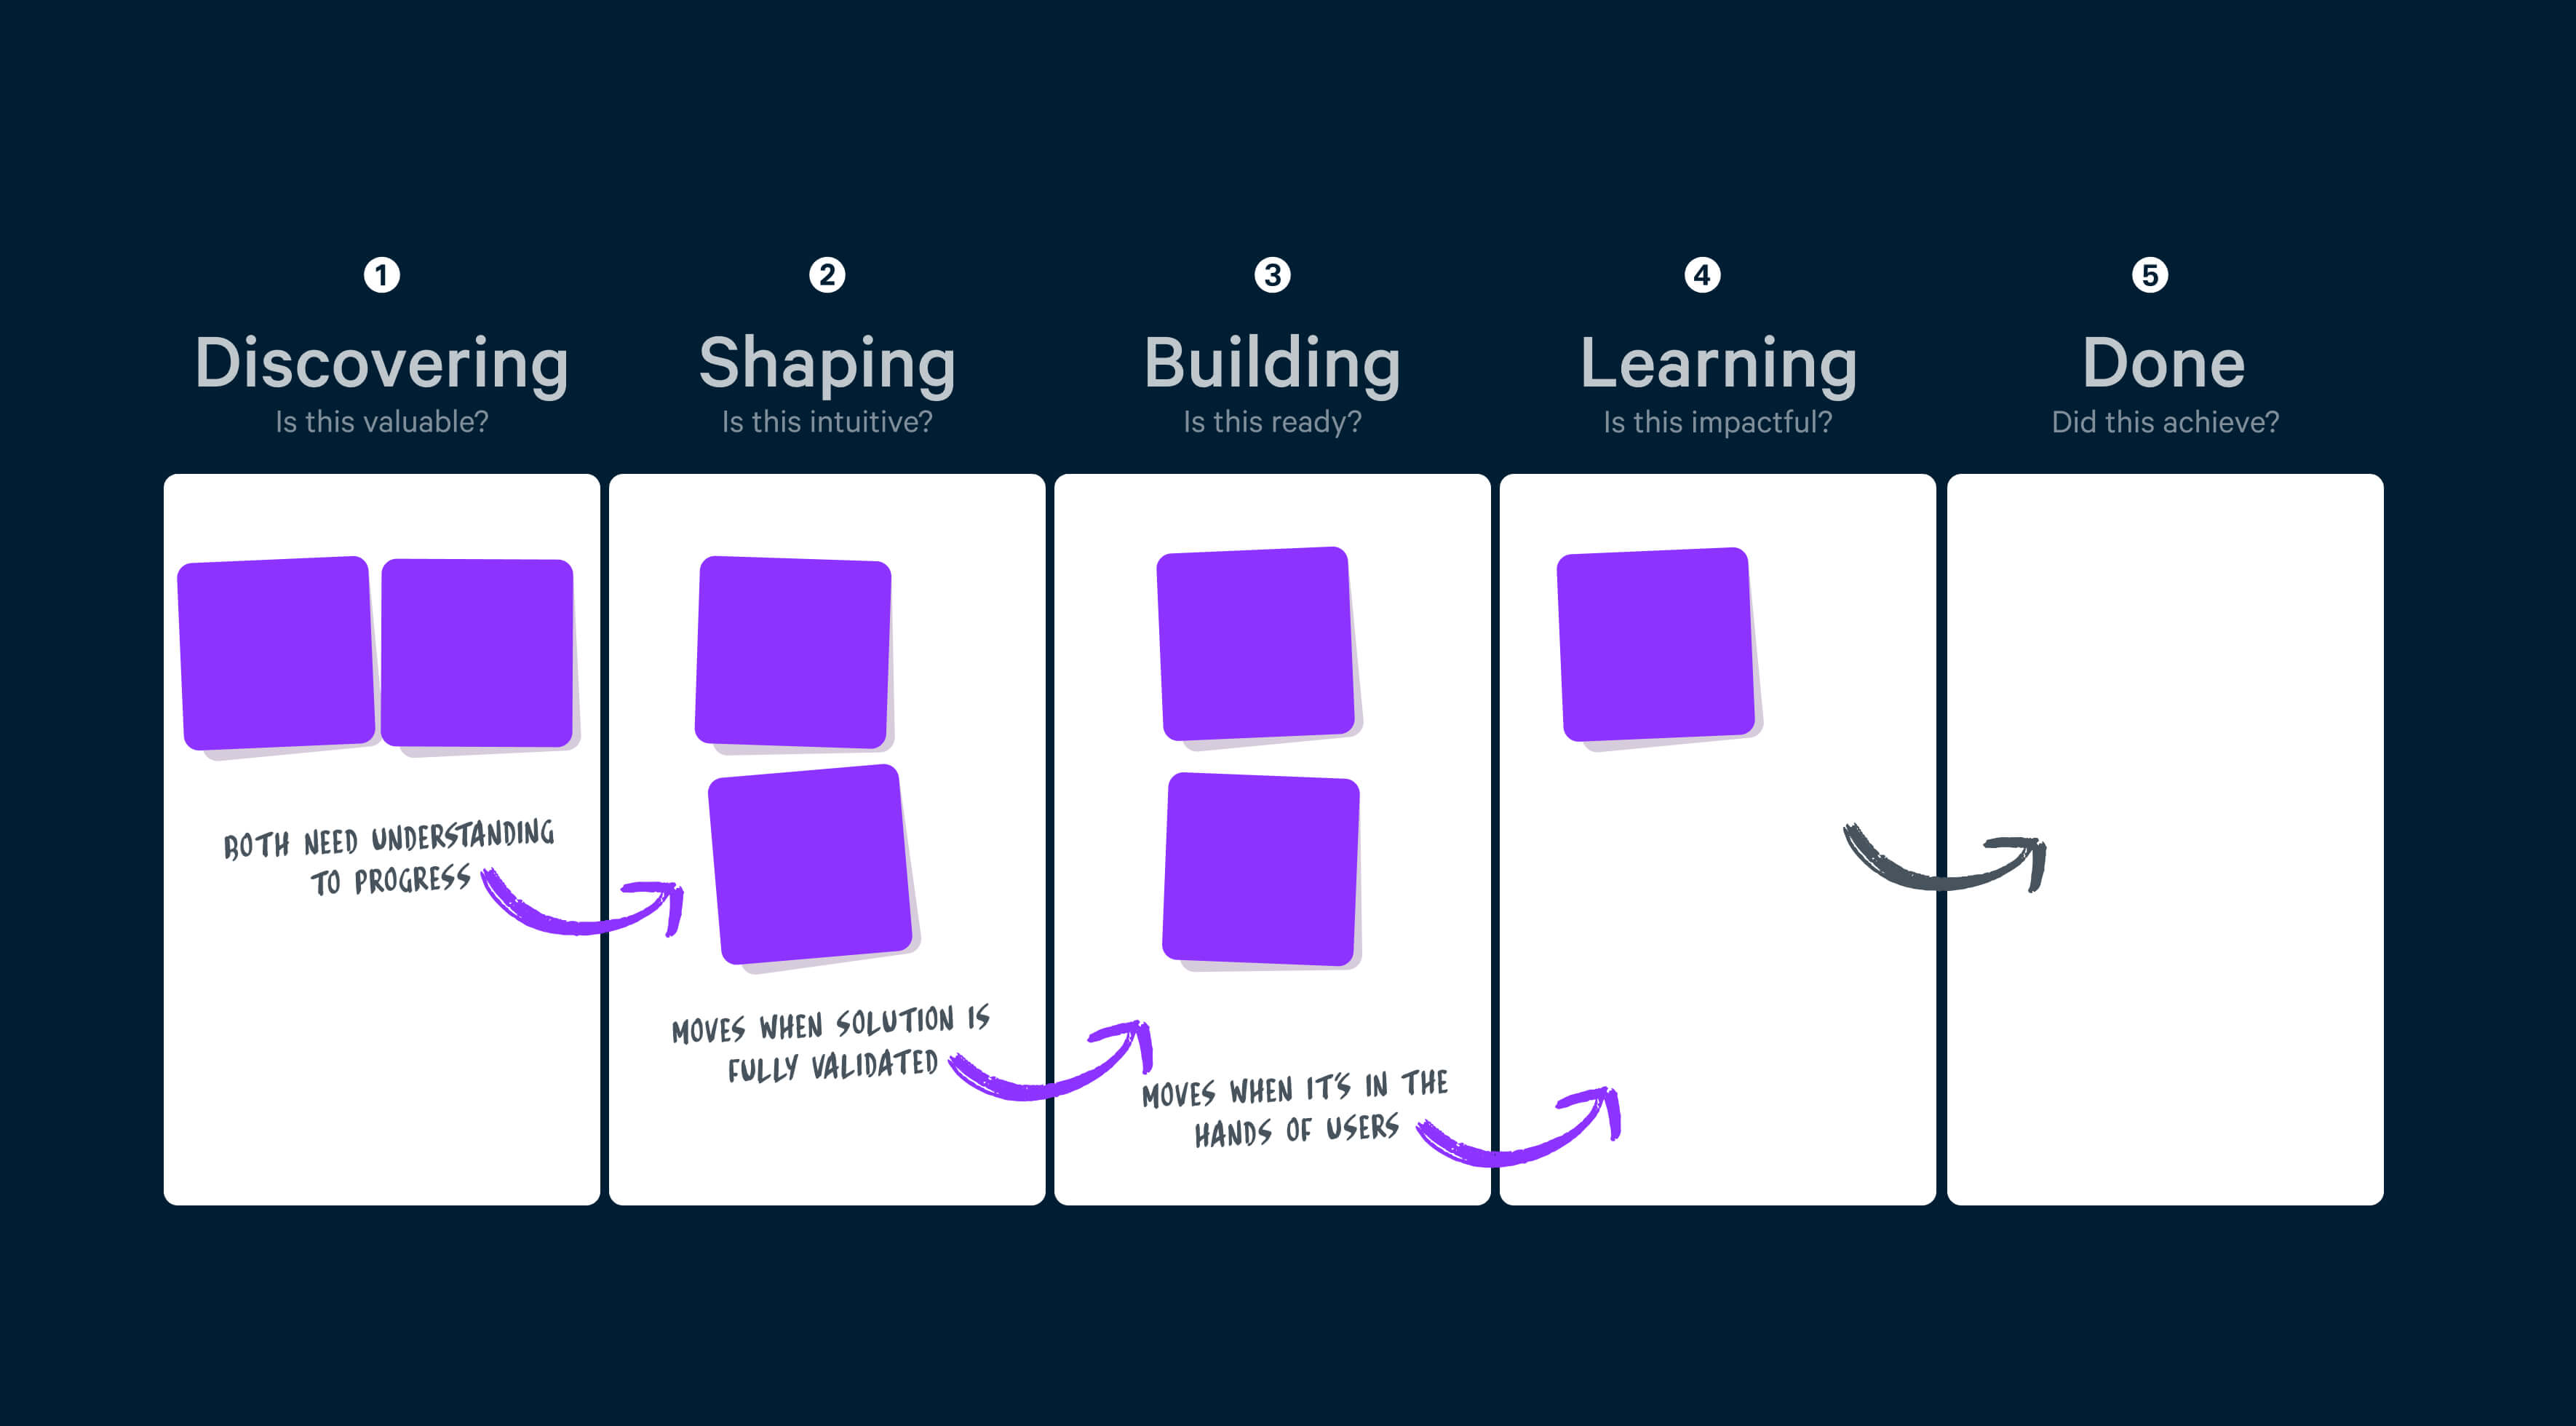 1
Discovering
Is this valuable?
BOTH NEED UNDERSTANDING
TO PROGRESS
2
Shaping
Is this intuitive?
MOVES WHEN SOLUTION IS
FULLY VALIDATED
3
Building
Is this ready?
MOVES WHEN IT'S IN THE
HANDS OF USERS
4
Learning
Is this impactful?
5
Done
Did this achieve?